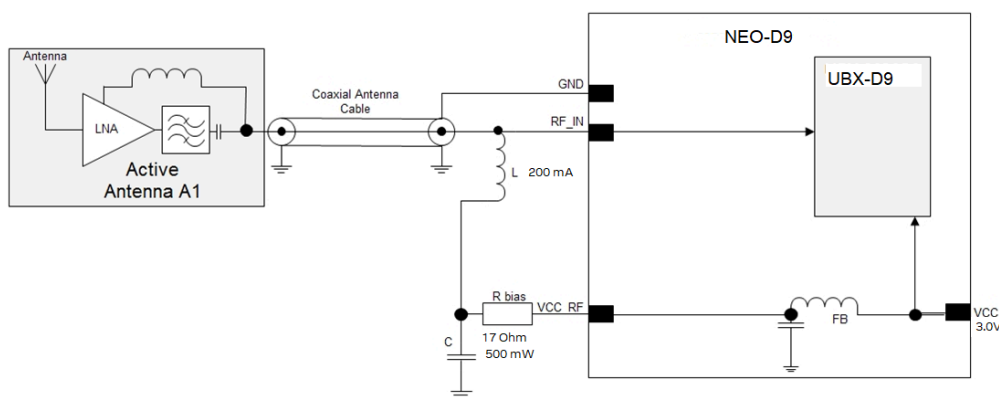 NEO-D9
Antenna
UBX-D9
LNA
Active
Antenna A1
Coaxial Antenna
Cable
GND
RF_IN
L 200 mA
R bias
VCC_RF
17 Ohm
500 mW
C
FB
VCC
3.0V